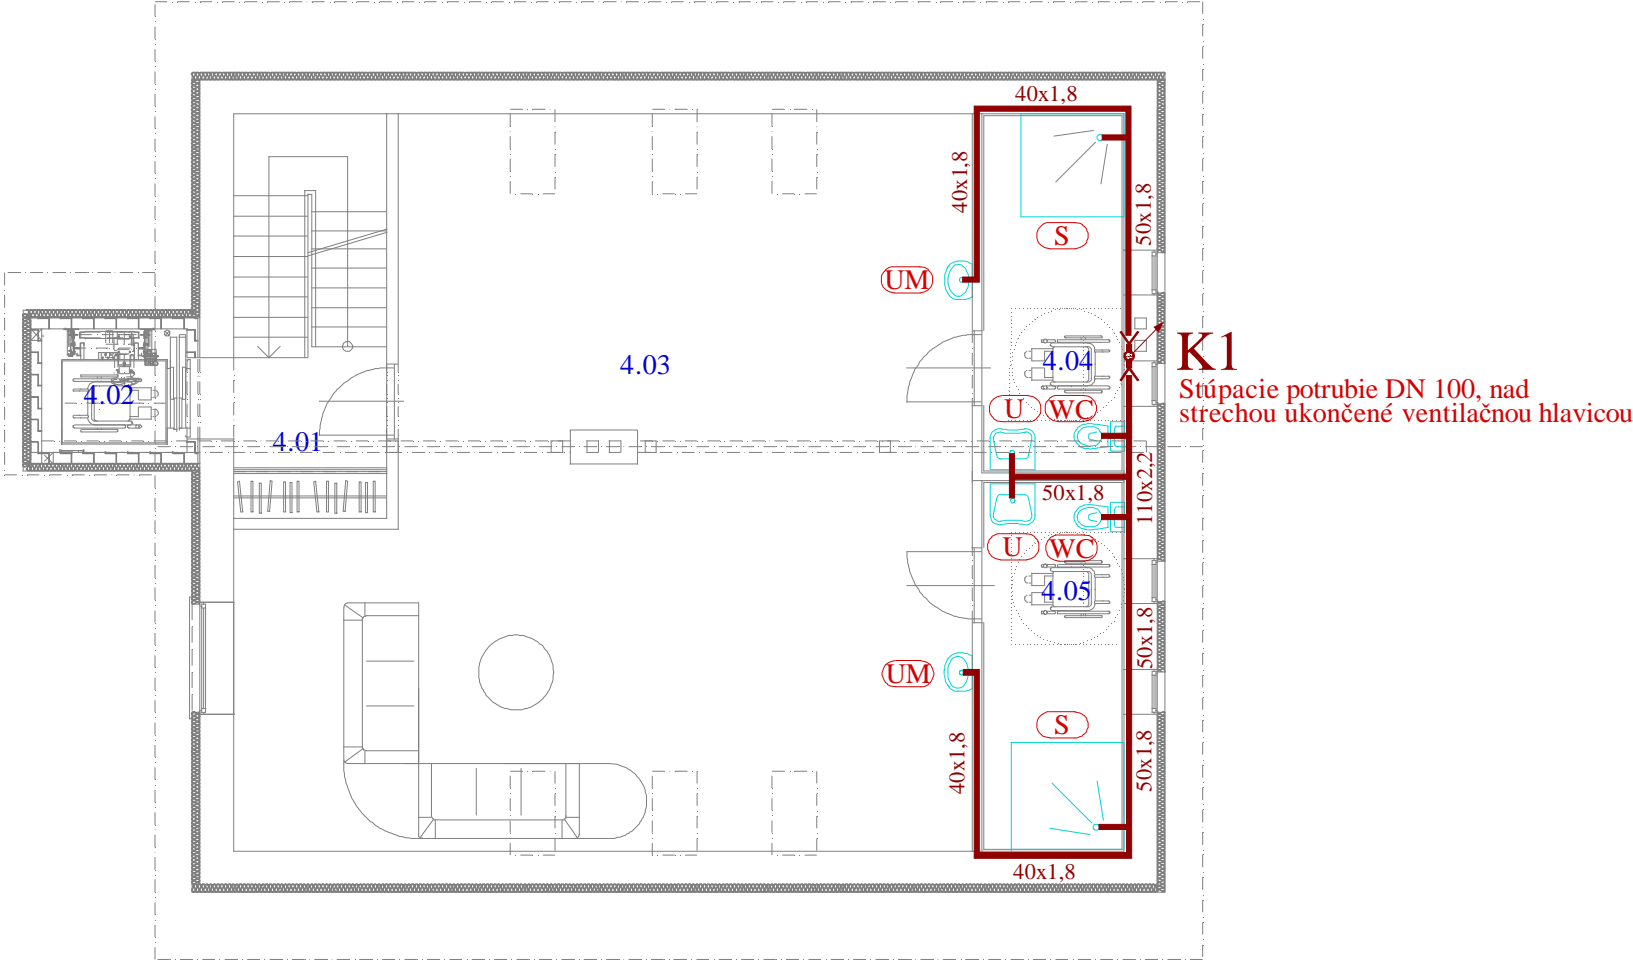 40x1,8
40x1,8
50x1,8
S
UM
4.03
4.04
K1
Stúpacie potrubie DN 100, nad
strechou ukončené ventilačnou hlavicou
4.02
U
WC
4.01
110x2,2
50x1,8
U
WC
4.05
50x1,8
UM
S
40x1,8
50x1,8
40x1,8